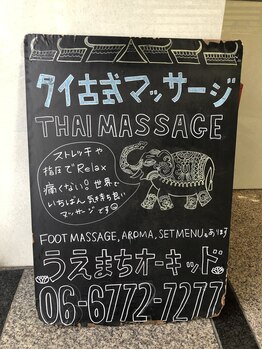 タイ古式マッサージ
THAI MASSAGE
ストレッチや
指圧でRelax
痛くない!世界で
いちばん気持ち良い
マッサージです
FOOT MASSAGE, AROMA, SET MENUもあります
うえまちオーキッド
06-6772-7277